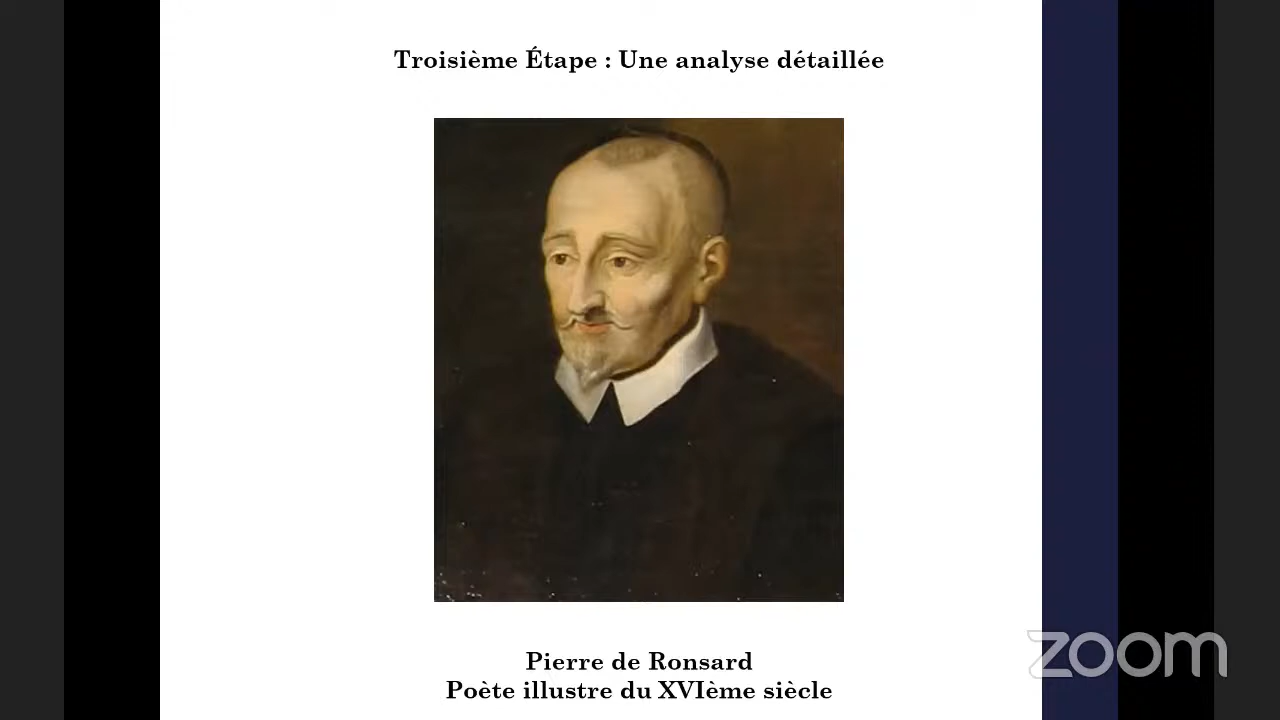 Troisième Étape : Une analyse détaillée
zoom
Pierre de Ronsard
Poète illustre du XVIème siècle